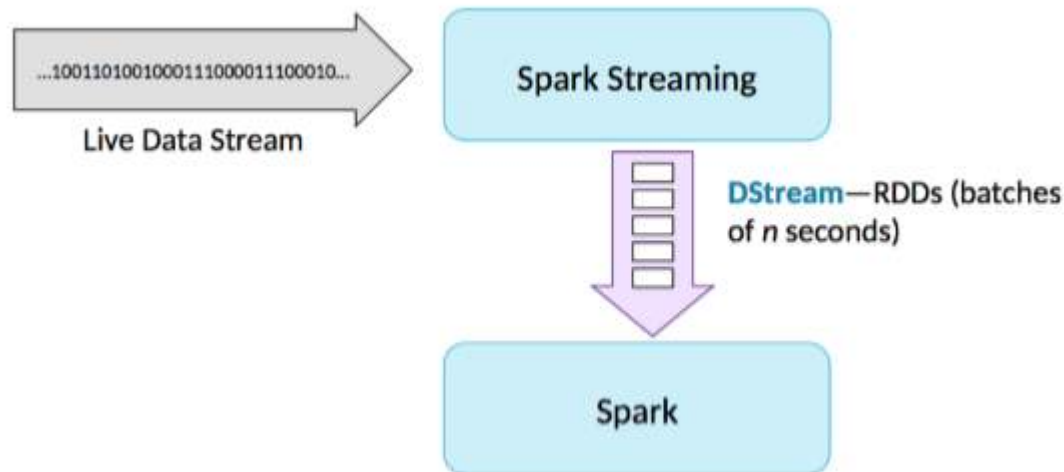 ...1001101001000111000011100010...
Live Data Stream
Spark Streaming
DStream—RDDs (batches
of n seconds)
Spark